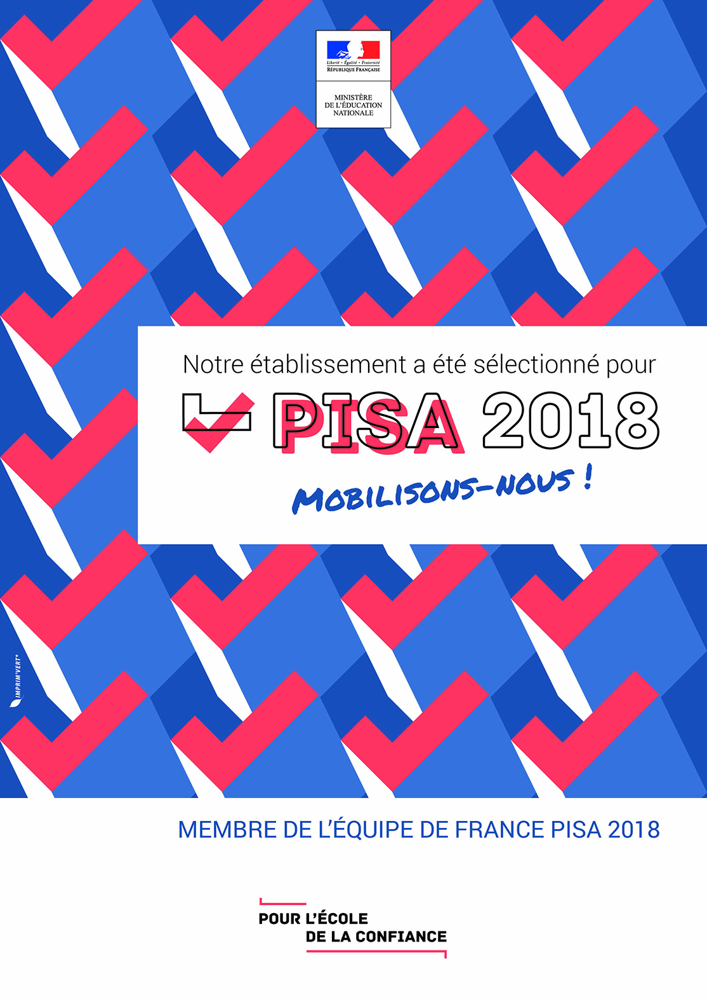 Liberté • Égalité • Fraternité
RÉPUBLIQUE FRANÇAISE
MINISTÈRE
DE L'ÉDUCATION
NATIONALE
Notre établissement a été sélectionné pour
PISA 2018
MOBILISONS-NOUS !
IMPRIM'VERT®
MEMBRE DE L'ÉQUIPE DE FRANCE PISA 2018
POUR L'ÉCOLE
DE LA CONFIANCE